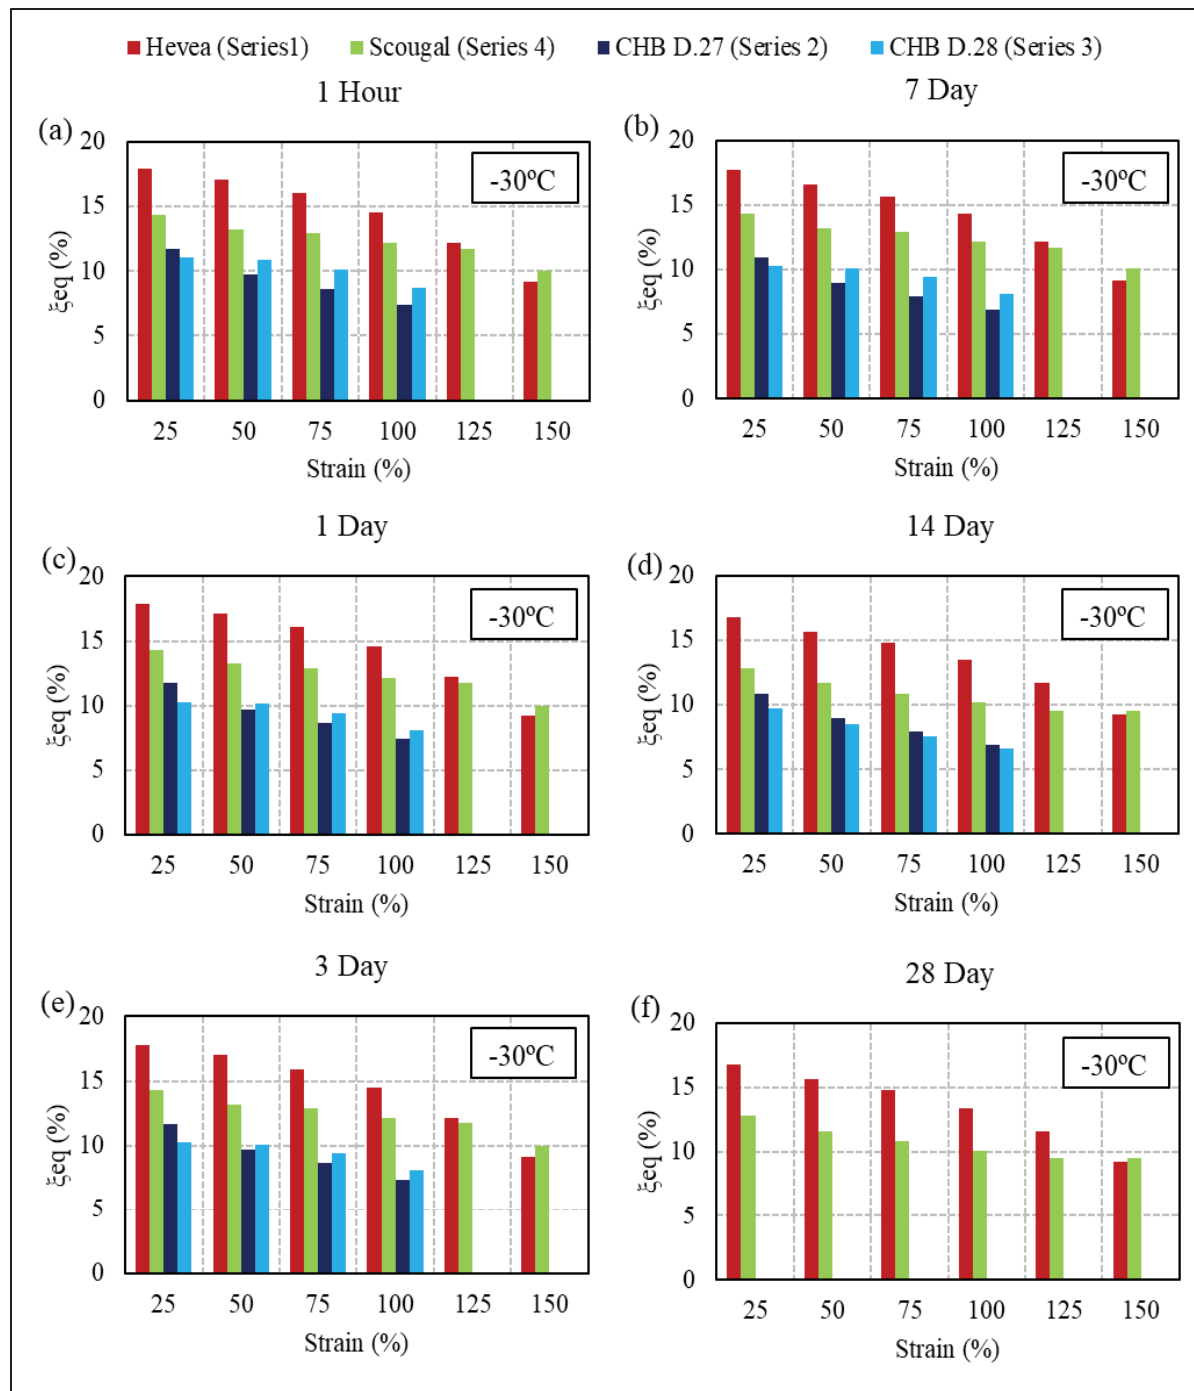 Hevea (Series1) Scougal (Series 4) CHB D.27 (Series 2) CHB D.28 (Series 3)
1 Hour
(a)
20
15
10
5
0
ξeq (%)
-30ºC
25 50 75 100 125 150
Strain (%)
7 Day
(b)
20
15
10
5
0
ξeq (%)
-30ºC
25 50 75 100 125 150
Strain (%)
1 Day
(c)
20
15
10
5
0
ξeq (%)
-30ºC
25 50 75 100 125 150
Strain (%)
14 Day
(d)
20
15
10
5
0
ξeq (%)
-30ºC
25 50 75 100 125 150
Strain (%)
3 Day
(e)
20
15
10
5
0
ξeq (%)
-30ºC
25 50 75 100 125 150
Strain (%)
28 Day
(f)
20
15
10
5
0
ξeq (%)
-30ºC
25 50 75 100 125 150
Strain (%)